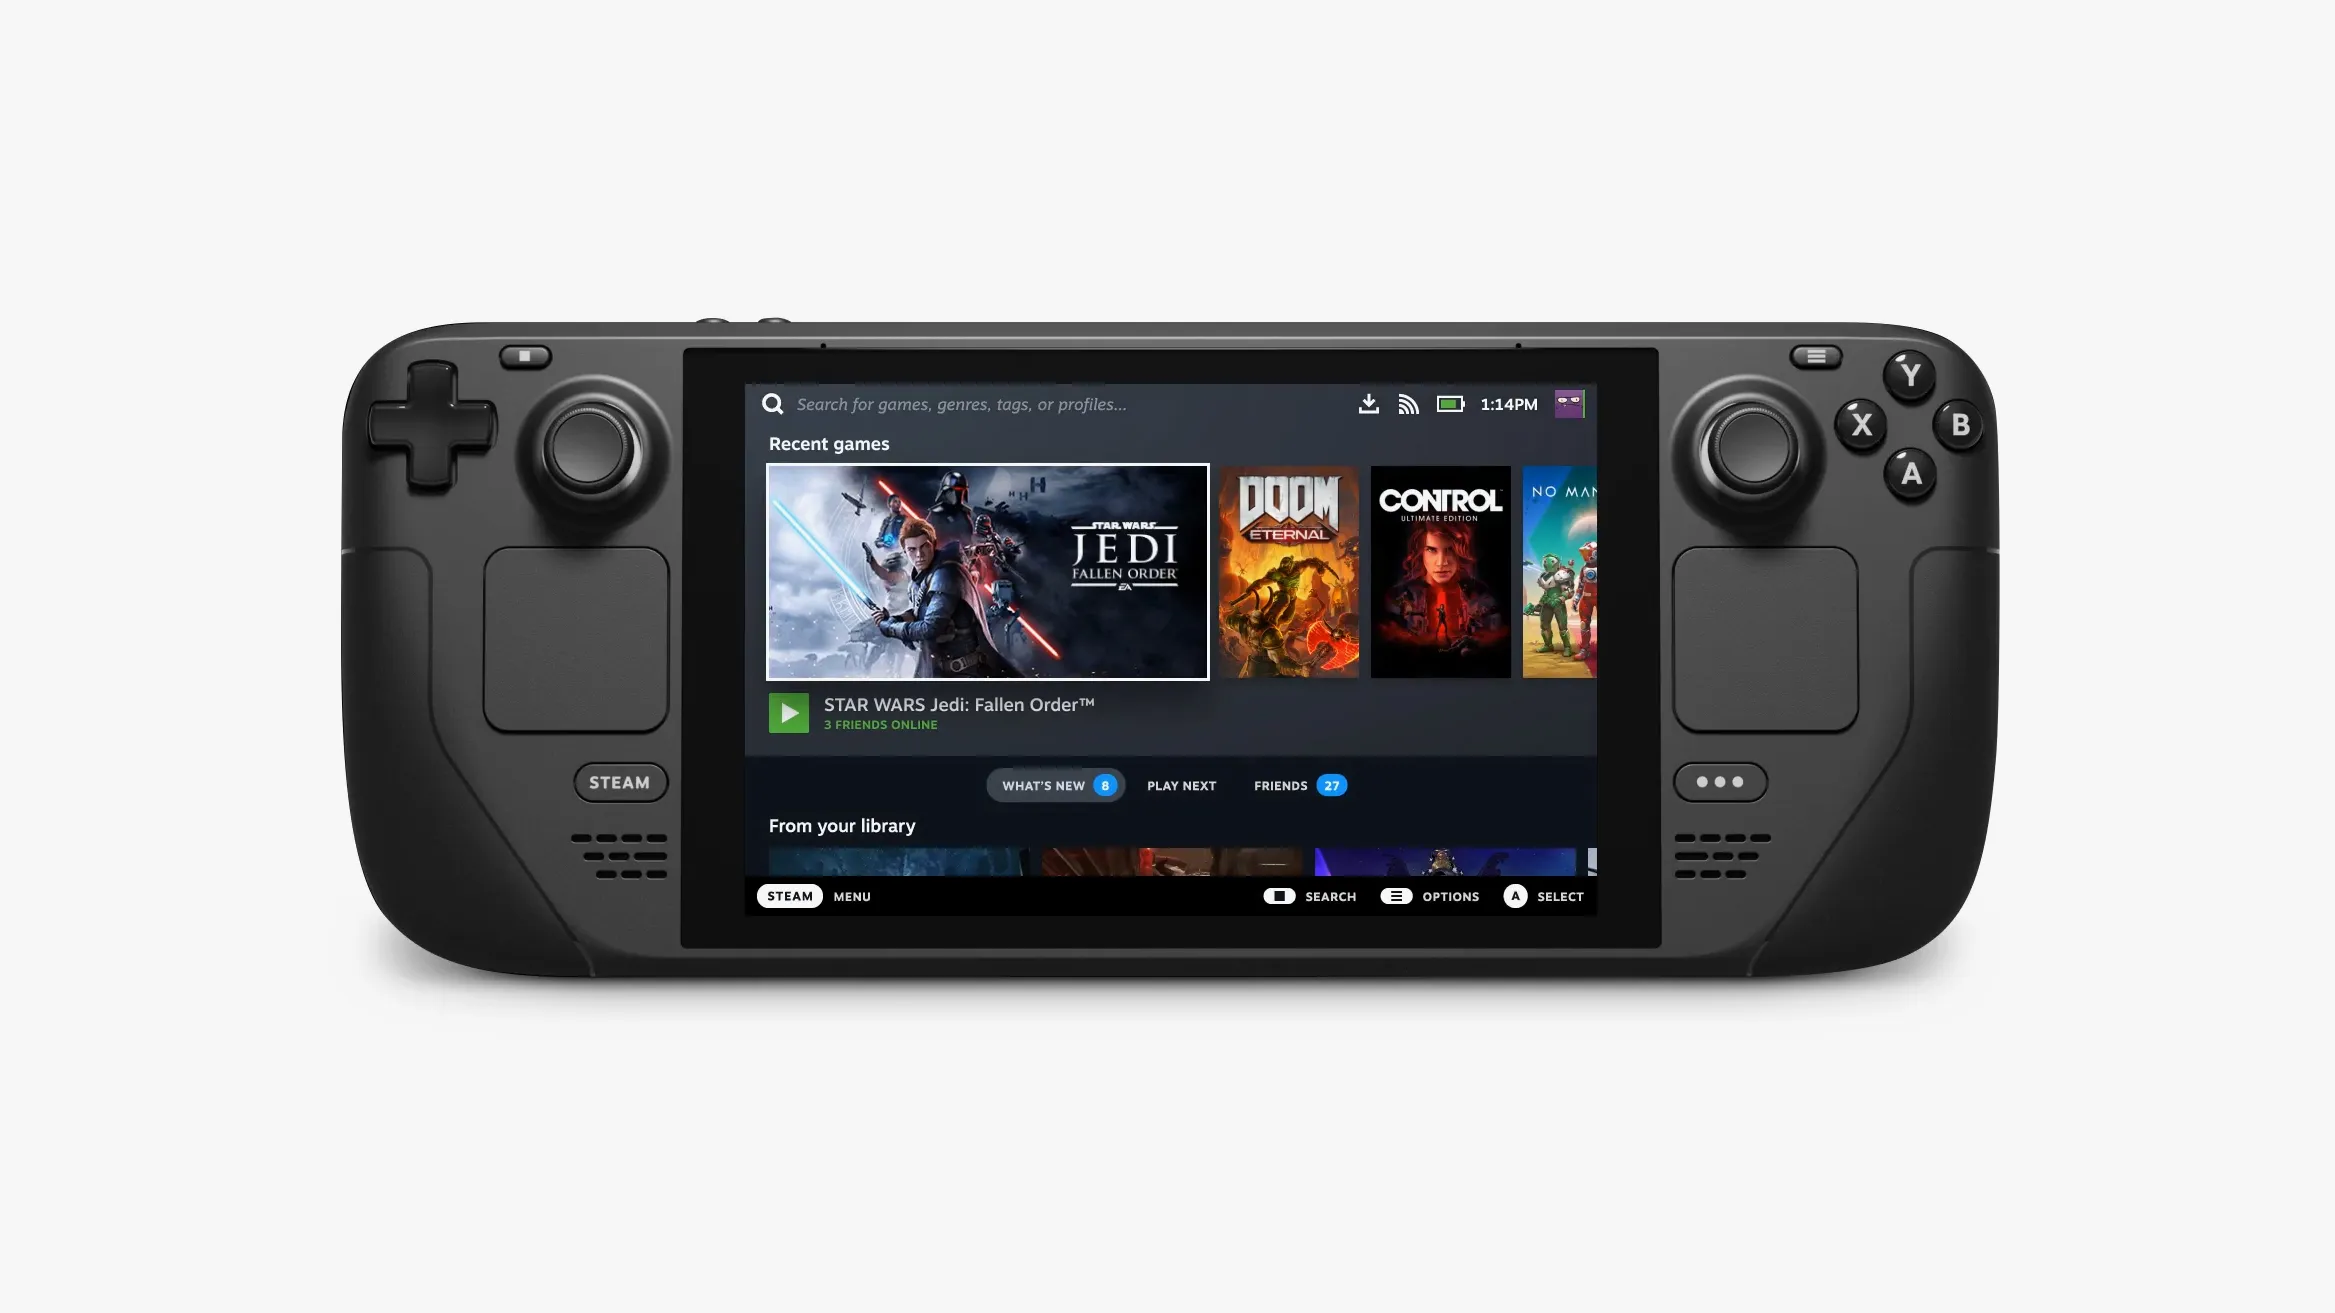 Search for games, genres, tags, or profiles...
1:14PM
Recent games
STAR WARS
JEDI
FALLEN ORDER
EA
DOOM
ETERNAL
CONTROL
ULTIMATE EDITION
NO MAN
STAR WARS Jedi: Fallen Order™
3 FRIENDS ONLINE
WHAT'S NEW 8
PLAY NEXT
FRIENDS 27
From your library
STEAM MENU
SEARCH
OPTIONS
A SELECT
STEAM
Y
X
B
A